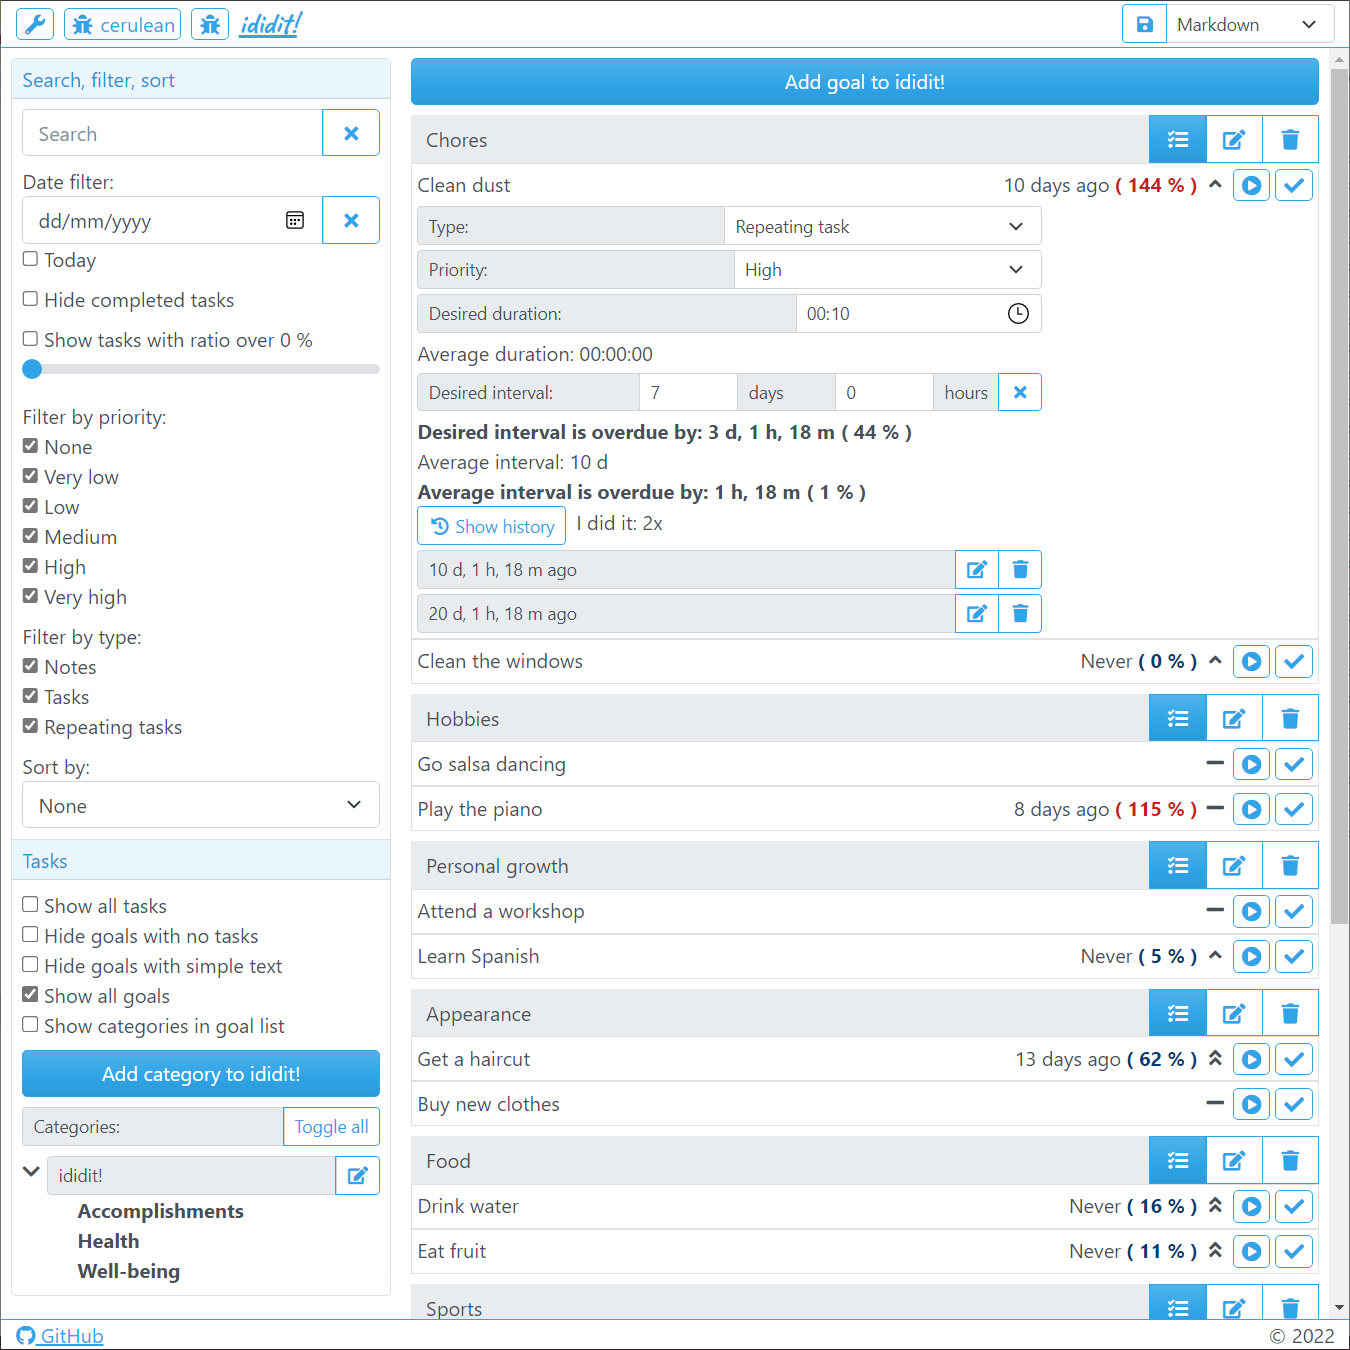 cerulean
ididit!
Markdown
Search, filter, sort
Search
Date filter:
dd/mm/yyyy
Today
Hide completed tasks
Show tasks with ratio over 0 %
Filter by priority:
None
Very low
Low
Medium
High
Very high
Filter by type:
Notes
Tasks
Repeating tasks
Sort by:
None
Tasks
Show all tasks
Hide goals with no tasks
Hide goals with simple text
Show all goals
Show categories in goal list
Add category to ididit!
Categories:
Toggle all
ididit!
Accomplishments
Health
Well-being
Add goal to ididit!
Chores
Clean dust 10 days ago ( 144 % )
Type: Repeating task
Priority: High
Desired duration: 00:10
Average duration: 00:00:00
Desired interval: 7 days 0 hours
Desired interval is overdue by: 3 d, 1 h, 18 m ( 44 % )
Average interval: 10 d
Average interval is overdue by: 1 h, 18 m ( 1 % )
Show history I did it: 2x
10 d, 1 h, 18 m ago
20 d, 1 h, 18 m ago
Clean the windows Never ( 0 % )
Hobbies
Go salsa dancing
Play the piano 8 days ago ( 115 % )
Personal growth
Attend a workshop
Learn Spanish Never ( 5 % )
Appearance
Get a haircut 13 days ago ( 62 % )
Buy new clothes
Food
Drink water Never ( 16 % )
Eat fruit Never ( 11 % )
Sports
GitHub
© 2022